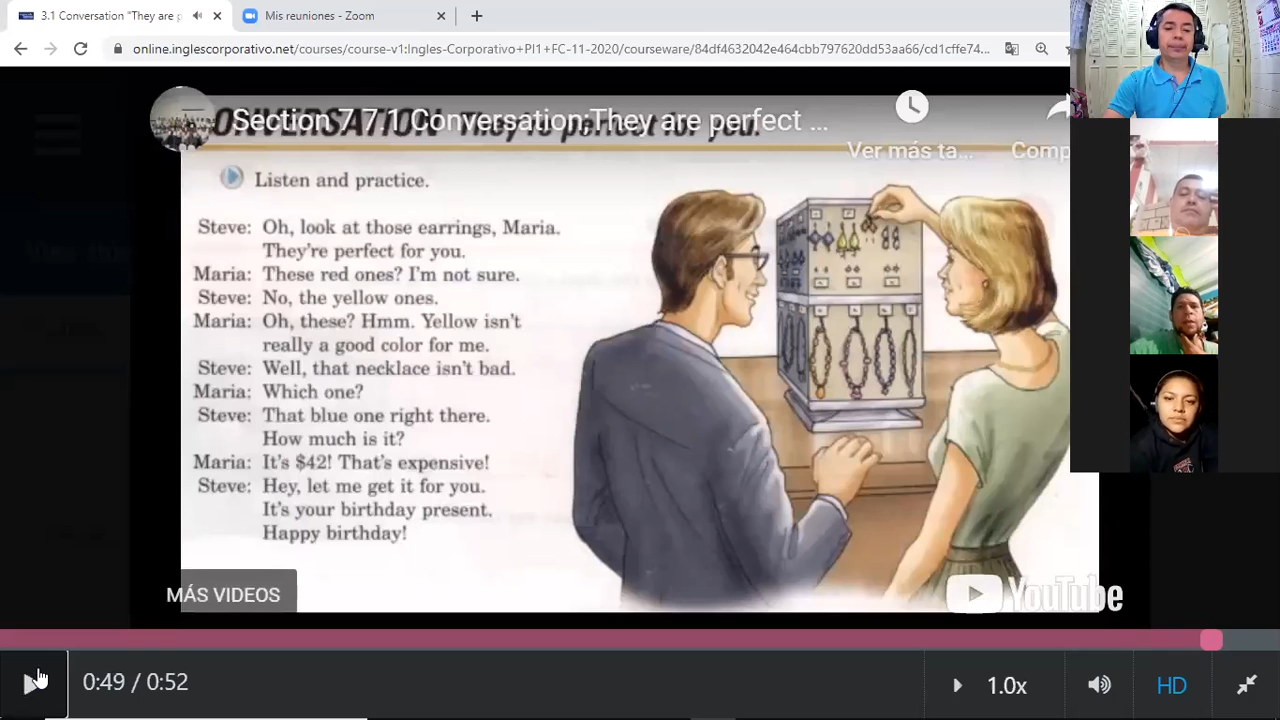 3.1 Conversation "They are p
Mis reuniones - Zoom
online.inglescorporativo.net/courses/course-v1:Ingles-Corporativo+PI1+FC-11-2020/courseware/84df4632042e464cbb797620dd53aa6b/cd1cffe74...
Section 7 7.1 Conversation;They are perfect ...
Ver más ta...
Comp
Listen and practice.
Steve: Oh, look at those earrings, Maria.
They're perfect for you.
Maria: These red ones? I'm not sure.
Steve: No, the yellow ones.
Maria: Oh, these? Hmm. Yellow isn't
really a good color for me.
Steve: Well, that necklace isn't bad.
Maria: Which one?
Steve: That blue one right there.
How much is it?
Maria: It's $42! That's expensive!
Steve: Hey, let me get it for you.
It's your birthday present.
Happy birthday!
MÁS VIDEOS
YouTube
0:49 / 0:52
1.0x
HD